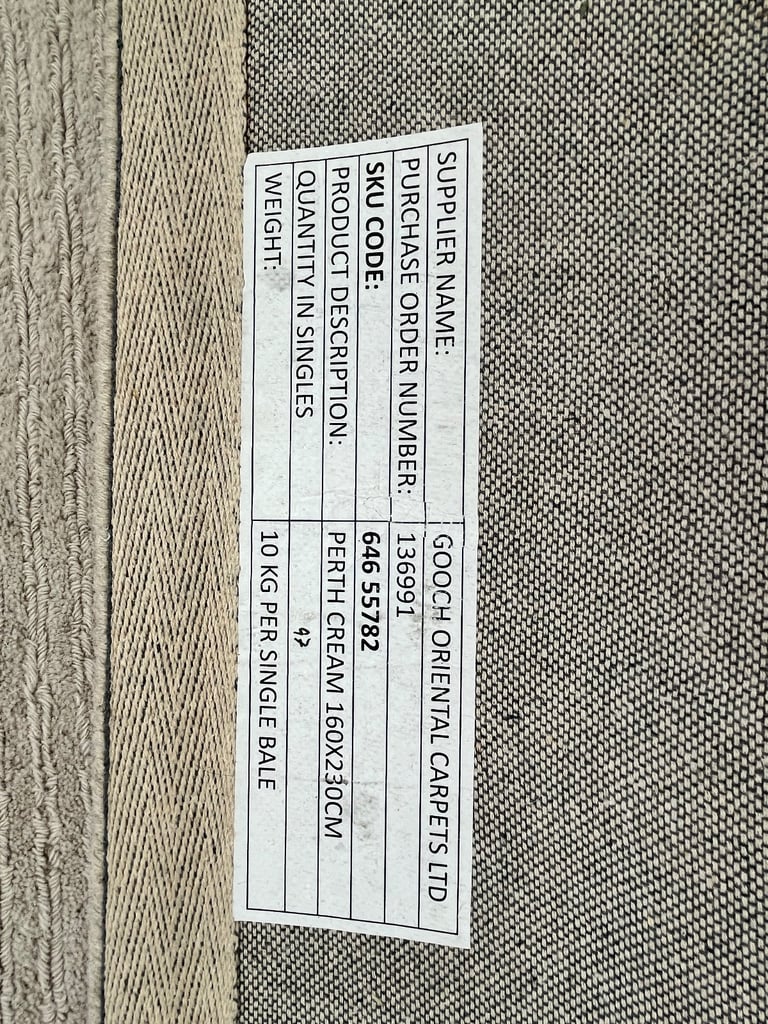 SUPPLIER NAME: GOOCH ORIENTAL CARPETS LTD
PURCHASE ORDER NUMBER: 136991
SKU CODE: 646 55782
PRODUCT DESCRIPTION: PERTH CREAM 160X230CM
QUANTITY IN SINGLES 97
WEIGHT: 10 KG PER SINGLE BALE